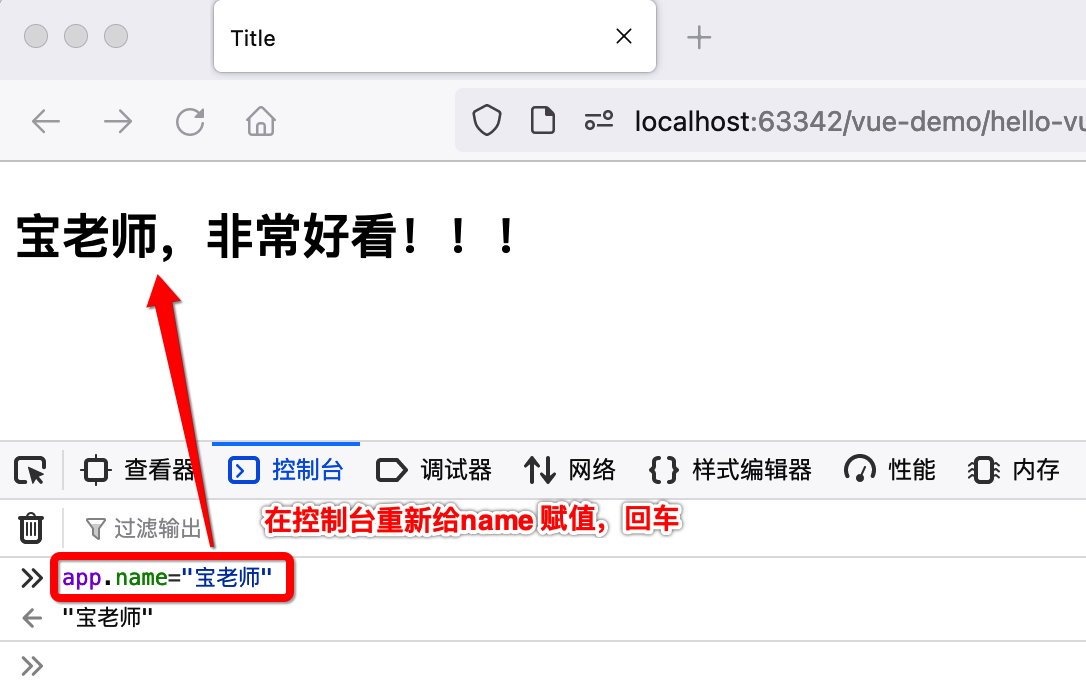 Title
localhost:63342/vue-demo/hello-vu
宝老师，非常好看！！！
查看器 控制台 调试器 网络 样式编辑器 性能 内存
过滤输出
在控制台重新给name 赋值，回车
app.name="宝老师"
"宝老师"